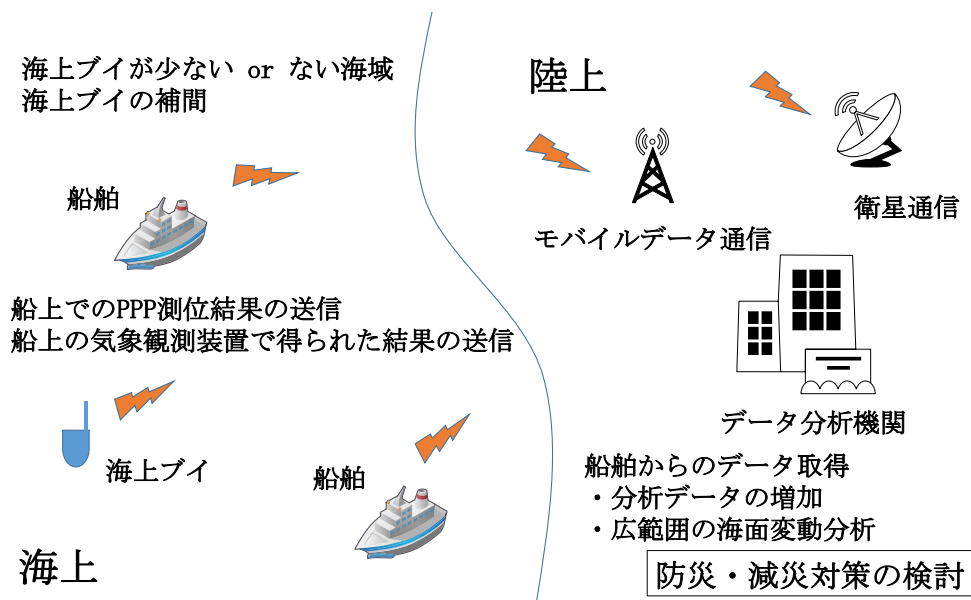 海上ブイが少ない or ない海域
海上ブイの補間
船舶
船上でのPPP測位結果の送信
船上の気象観測装置で得られた結果の送信
海上ブイ
船舶
海上
陸上
衛星通信
モバイルデータ通信
データ分析機関
船舶からのデータ取得
・分析データの増加
・広範囲の海面変動分析
防災・減災対策の検討